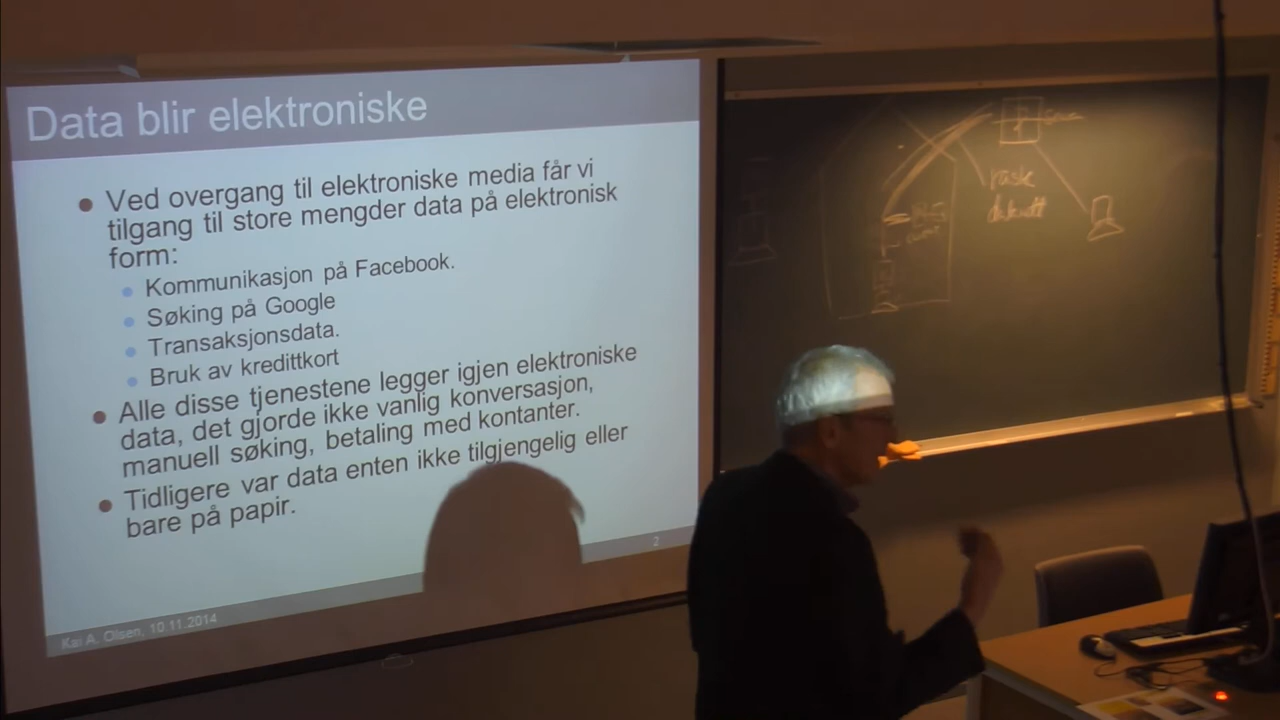 Data blir elektroniske
Ved overgang til elektroniske media får vi
tilgang til store mengder data på elektronisk
form:
Kommunikasjon på Facebook.
Søking på Google
Transaksjonsdata.
Bruk av kredittkort
Alle disse tjenestene legger igjen elektroniske
data, det gjorde ikke vanlig konversasjon,
manuell søking, betaling med kontanter.
Tidligere var data enten ikke tilgjengelig eller
bare på papir.
2
Kai A. Olsen, 10.11.2014
rask